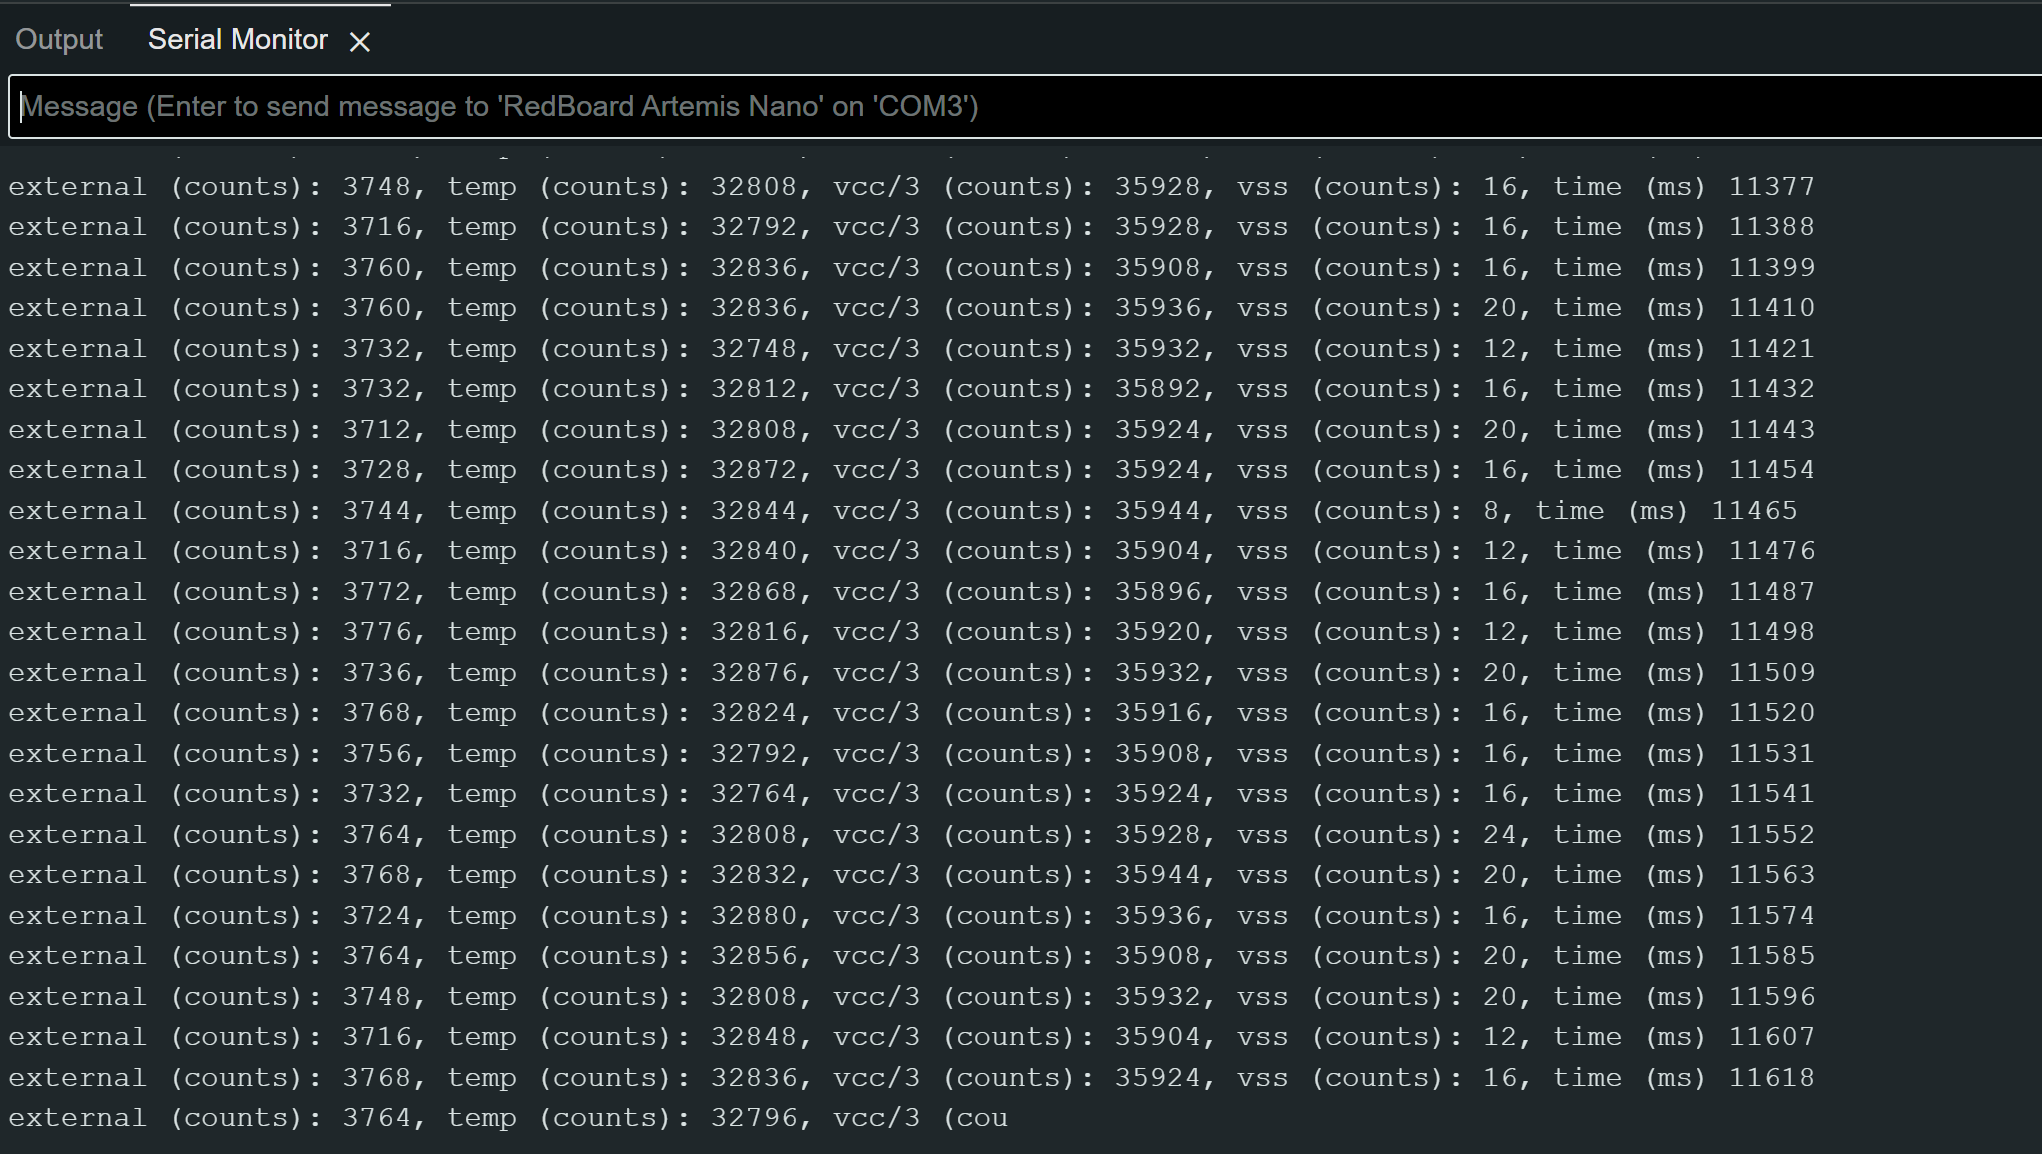 Output Serial Monitor
Message (Enter to send message to 'RedBoard Artemis Nano' on 'COM3')
external (counts): 3748, temp (counts): 32808, vcc/3 (counts): 35928, vss (counts): 16, time (ms) 11377
external (counts): 3716, temp (counts): 32792, vcc/3 (counts): 35928, vss (counts): 16, time (ms) 11388
external (counts): 3760, temp (counts): 32836, vcc/3 (counts): 35908, vss (counts): 16, time (ms) 11399
external (counts): 3760, temp (counts): 32836, vcc/3 (counts): 35936, vss (counts): 20, time (ms) 11410
external (counts): 3732, temp (counts): 32748, vcc/3 (counts): 35932, vss (counts): 12, time (ms) 11421
external (counts): 3732, temp (counts): 32812, vcc/3 (counts): 35892, vss (counts): 16, time (ms) 11432
external (counts): 3712, temp (counts): 32808, vcc/3 (counts): 35924, vss (counts): 20, time (ms) 11443
external (counts): 3728, temp (counts): 32872, vcc/3 (counts): 35924, vss (counts): 16, time (ms) 11454
external (counts): 3744, temp (counts): 32844, vcc/3 (counts): 35944, vss (counts): 8, time (ms) 11465
external (counts): 3716, temp (counts): 32840, vcc/3 (counts): 35904, vss (counts): 12, time (ms) 11476
external (counts): 3772, temp (counts): 32868, vcc/3 (counts): 35896, vss (counts): 16, time (ms) 11487
external (counts): 3776, temp (counts): 32816, vcc/3 (counts): 35920, vss (counts): 12, time (ms) 11498
external (counts): 3736, temp (counts): 32876, vcc/3 (counts): 35932, vss (counts): 20, time (ms) 11509
external (counts): 3768, temp (counts): 32824, vcc/3 (counts): 35916, vss (counts): 16, time (ms) 11520
external (counts): 3756, temp (counts): 32792, vcc/3 (counts): 35908, vss (counts): 16, time (ms) 11531
external (counts): 3732, temp (counts): 32764, vcc/3 (counts): 35924, vss (counts): 16, time (ms) 11541
external (counts): 3764, temp (counts): 32808, vcc/3 (counts): 35928, vss (counts): 24, time (ms) 11552
external (counts): 3768, temp (counts): 32832, vcc/3 (counts): 35944, vss (counts): 20, time (ms) 11563
external (counts): 3724, temp (counts): 32880, vcc/3 (counts): 35936, vss (counts): 16, time (ms) 11574
external (counts): 3764, temp (counts): 32856, vcc/3 (counts): 35908, vss (counts): 20, time (ms) 11585
external (counts): 3748, temp (counts): 32808, vcc/3 (counts): 35932, vss (counts): 20, time (ms) 11596
external (counts): 3716, temp (counts): 32848, vcc/3 (counts): 35904, vss (counts): 12, time (ms) 11607
external (counts): 3768, temp (counts): 32836, vcc/3 (counts): 35924, vss (counts): 16, time (ms) 11618
external (counts): 3764, temp (counts): 32796, vcc/3 (cou